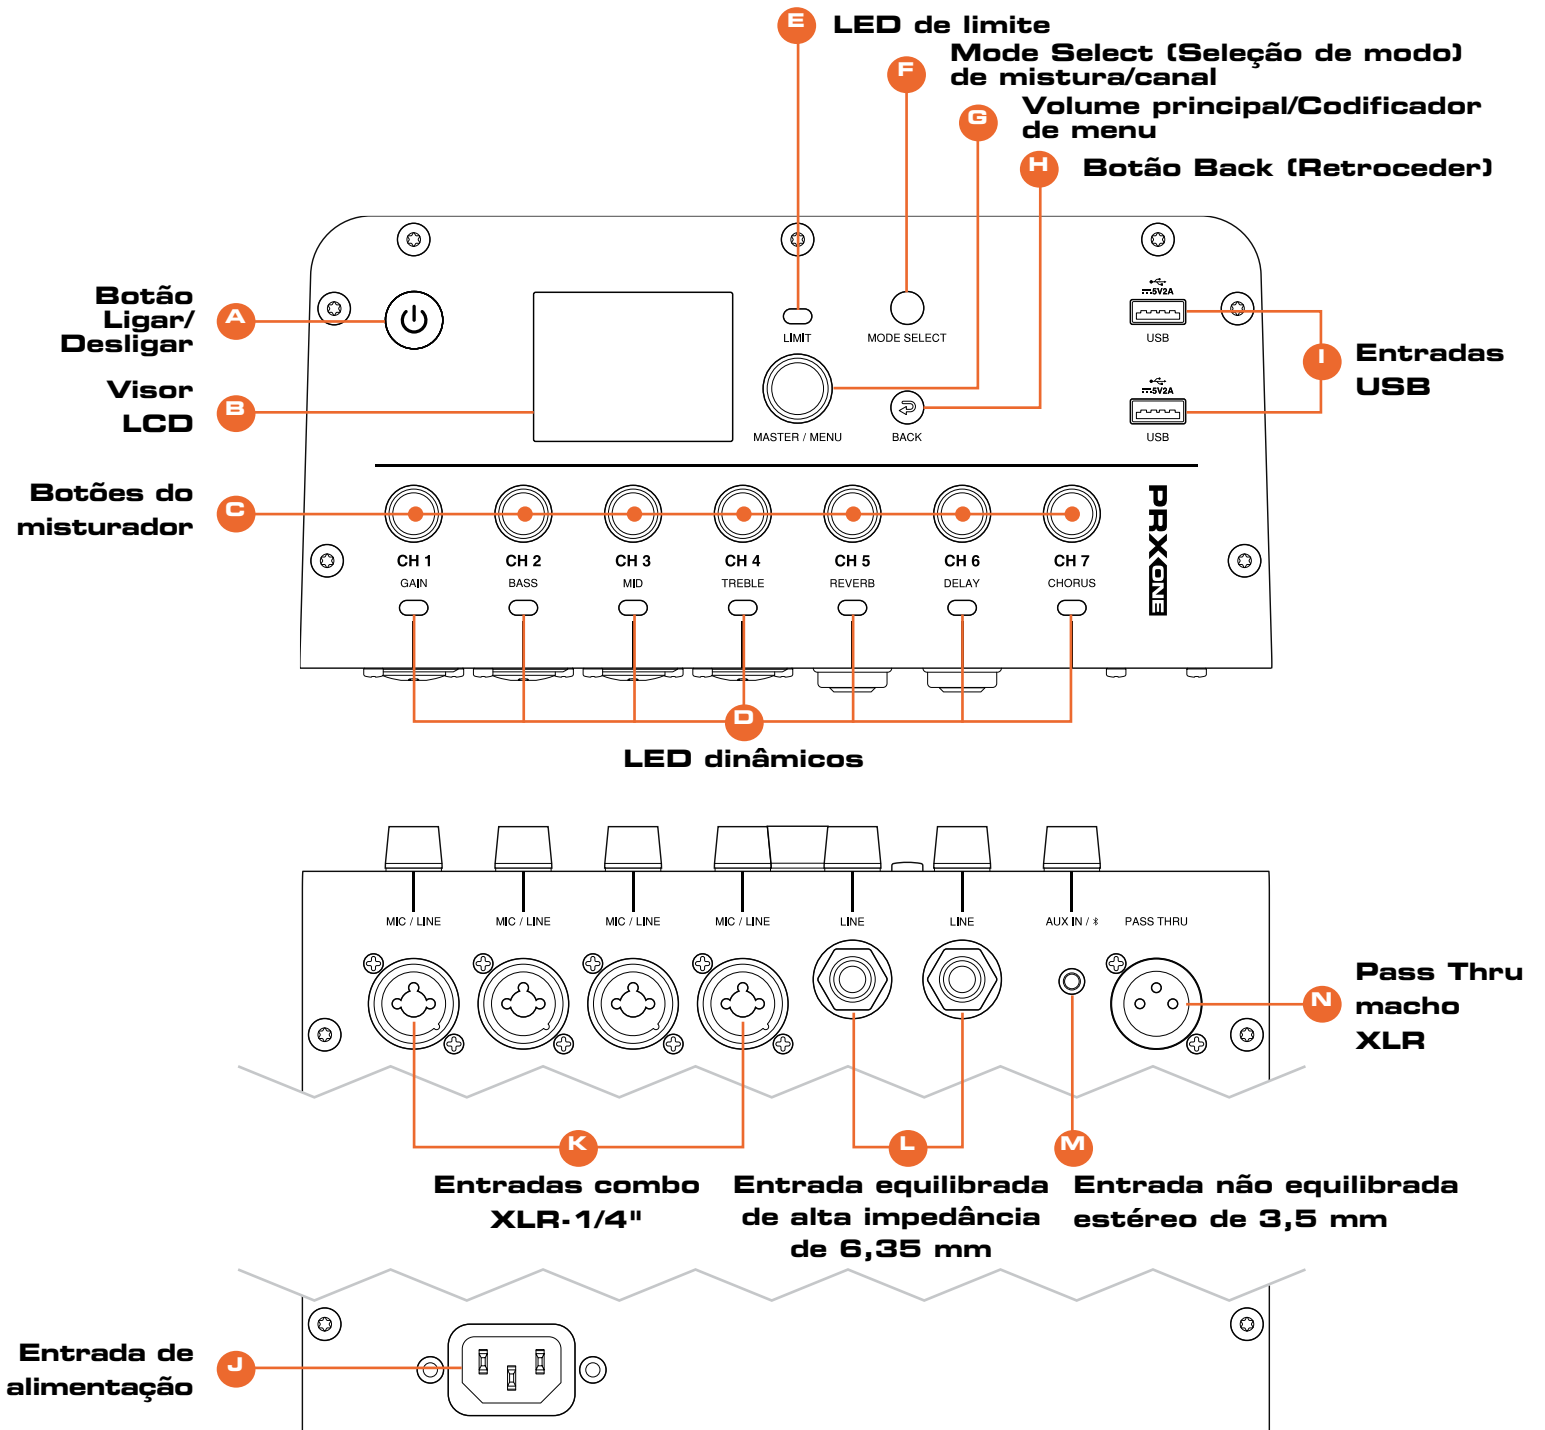 E LED de limite
F Mode Select (Seleção de modo)
de mistura/canal
G Volume principal/Codificador
de menu
H Botão Back (Retroceder)
A Botão
Ligar/
Desligar
B Visor
LCD
LIMIT
MODE SELECT
MASTER / MENU
BACK
5V2A
USB
5V2A
USB
I Entradas
USB
C Botões do
misturador
CH 1 CH 2 CH 3 CH 4 CH 5 CH 6 CH 7
GAIN BASS MID TREBLE REVERB DELAY CHORUS
PRX ONE
D
LED dinâmicos
MIC / LINE MIC / LINE MIC / LINE MIC / LINE LINE LINE AUX IN / PASS THRU
N Pass Thru
macho
XLR
K
Entradas combo
XLR-1/4"
L
Entrada equilibrada
de alta impedância
de 6,35 mm
M
Entrada não equilibrada
estéreo de 3,5 mm
J Entrada de
alimentação